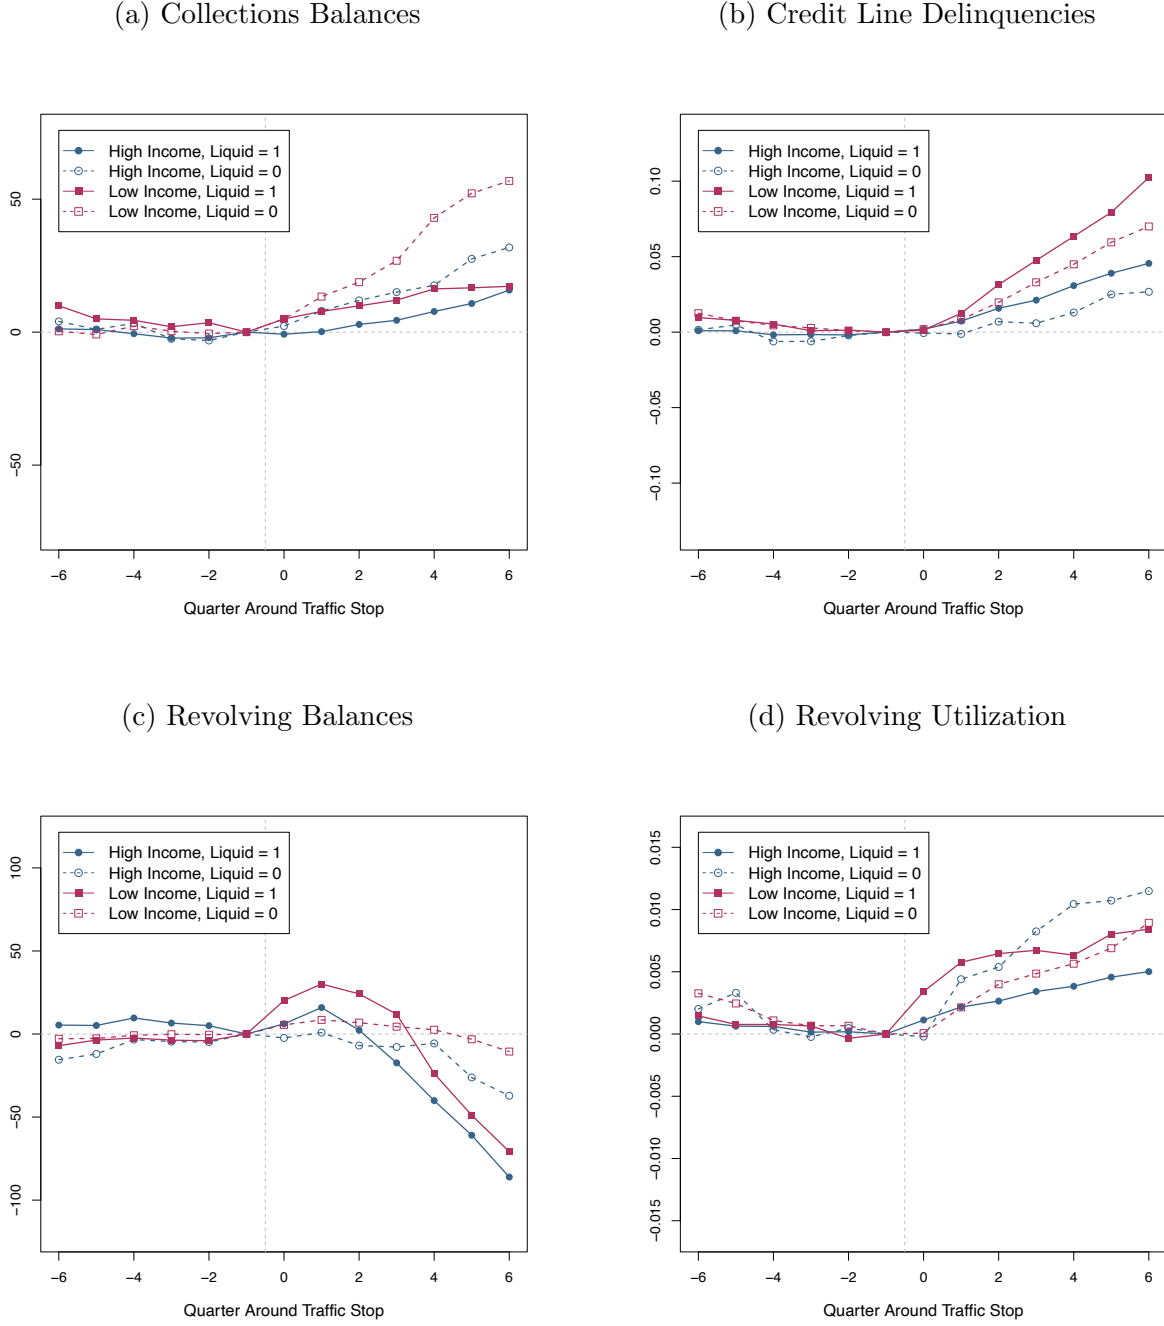 (a) Collections Balances
High Income, Liquid = 1
High Income, Liquid = 0
Low Income, Liquid = 1
Low Income, Liquid = 0
50
0
−50
−6 −4 −2 0 2 4 6
Quarter Around Traffic Stop
(b) Credit Line Delinquencies
High Income, Liquid = 1
High Income, Liquid = 0
Low Income, Liquid = 1
Low Income, Liquid = 0
0.10
0.05
0.00
−0.05
−0.10
−6 −4 −2 0 2 4 6
Quarter Around Traffic Stop
(c) Revolving Balances
High Income, Liquid = 1
High Income, Liquid = 0
Low Income, Liquid = 1
Low Income, Liquid = 0
100
50
0
−50
−100
−6 −4 −2 0 2 4 6
Quarter Around Traffic Stop
(d) Revolving Utilization
High Income, Liquid = 1
High Income, Liquid = 0
Low Income, Liquid = 1
Low Income, Liquid = 0
0.015
0.010
0.005
0.000
−0.005
−0.010
−0.015
−6 −4 −2 0 2 4 6
Quarter Around Traffic Stop